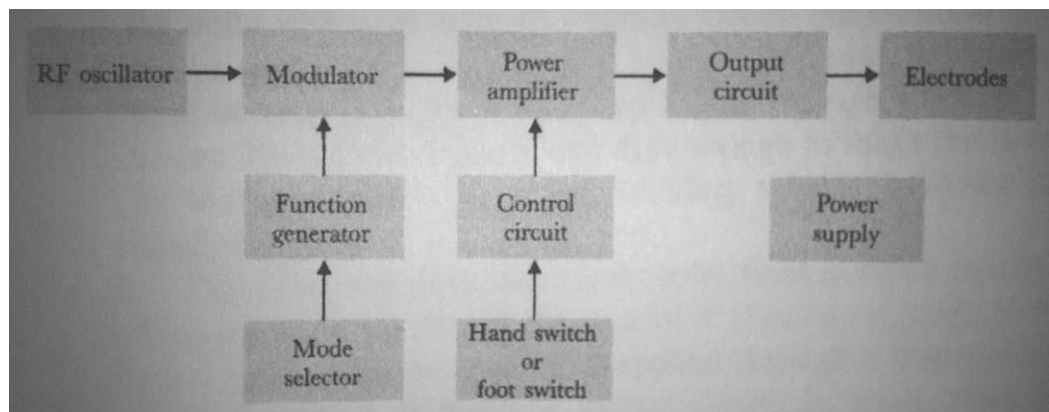 RF oscillator
Modulator
Power
amplifier
Output
circuit
Electrodes
Function
generator
Control
circuit
Power
supply
Mode
selector
Hand switch
or
foot switch